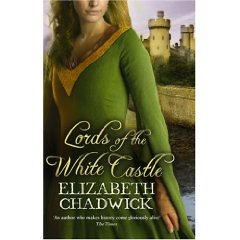 Lords of the
White Castle
ELIZABETH
CHADWICK
'An author who makes history come gloriously alive'
The Times